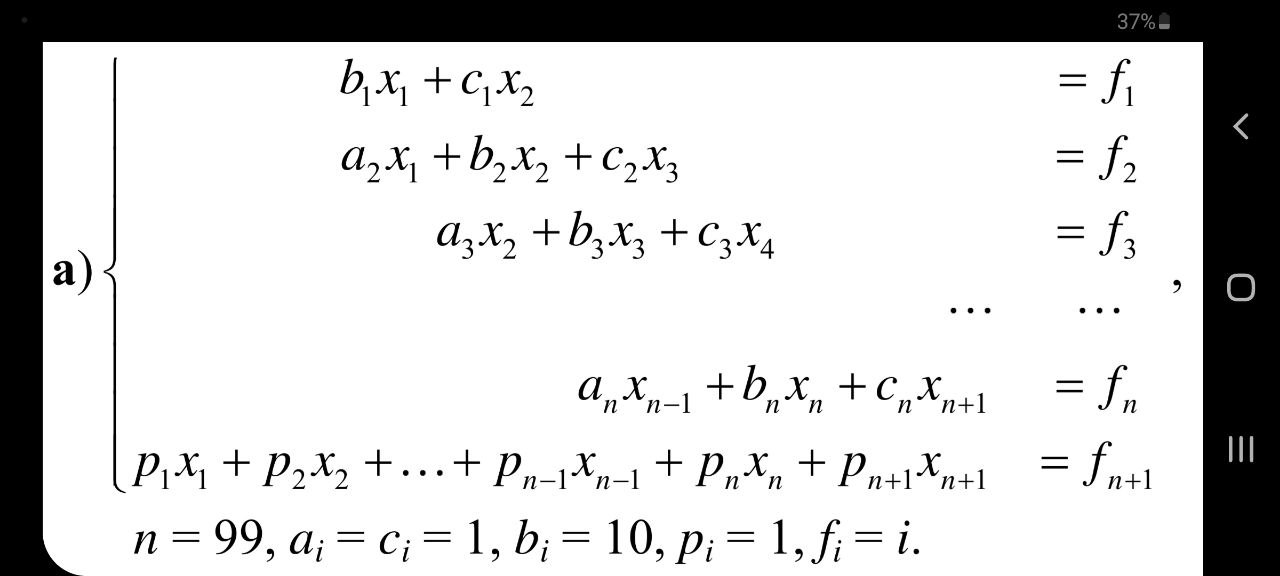 37%
b₁x₁ + c₁x₂ = f₁
a₂x₁ + b₂x₂ + c₂x₃ = f₂
a₃x₂ + b₃x₃ + c₃x₄ = f₃
a) ,
... ...
aₙxₙ₋₁ + bₙxₙ + cₙxₙ₊₁ = fₙ
p₁x₁ + p₂x₂ + ... + pₙ₋₁xₙ₋₁ + pₙxₙ + pₙ₊₁xₙ₊₁ = fₙ₊₁
n = 99, aᵢ = cᵢ = 1, bᵢ = 10, pᵢ = 1, fᵢ = i.